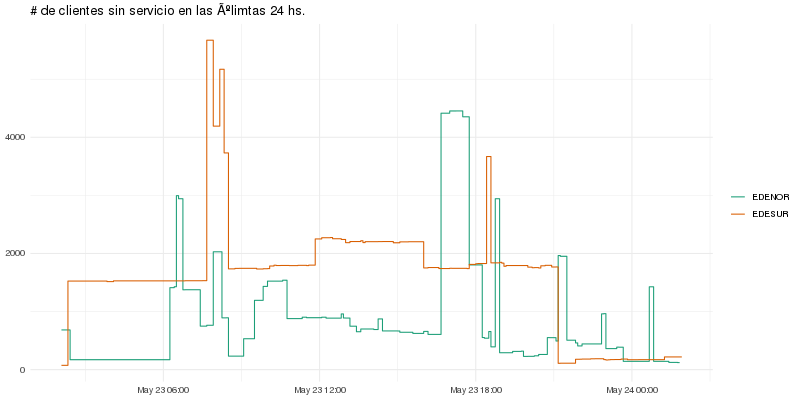 # de clientes sin servicio en las Ãºlimtas 24 hs.
4000
2000
0
May 23 06:00
May 23 12:00
May 23 18:00
May 24 00:00
EDENOR
EDESUR